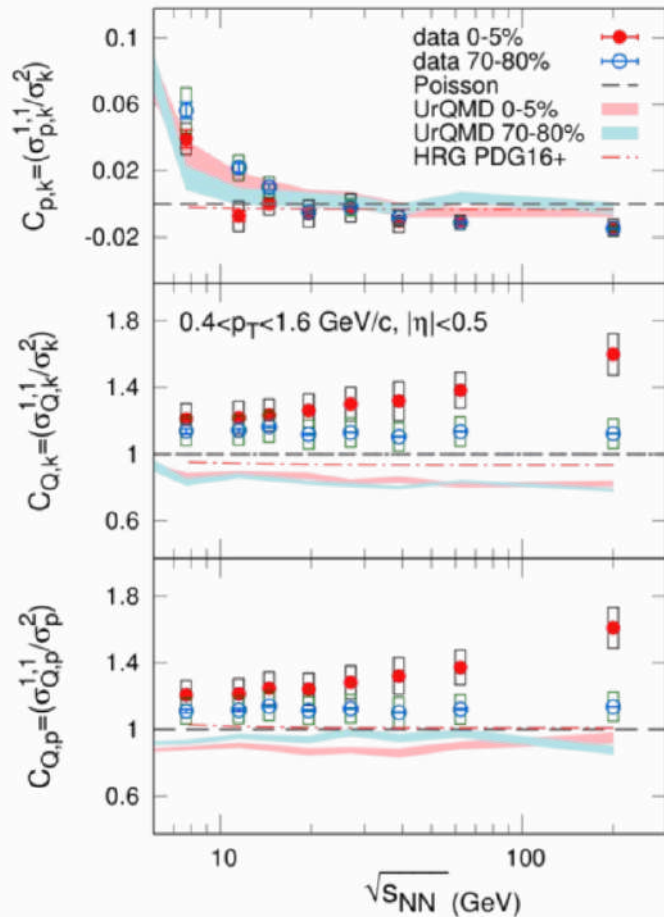 0.1
0.06
0.02
-0.02
C_{p,k}=(σ^{1,1}_{p,k}/σ^2_k)
data 0-5%
data 70-80%
Poisson
UrQMD 0-5%
UrQMD 70-80%
HRG PDG16+
1.8
1.4
1
0.6
C_{Q,k}=(σ^{1,1}_{Q,k}/σ^2_k)
0.4<p_T<1.6 GeV/c, |η|<0.5
1.8
1.4
1
0.6
C_{Q,p}=(σ^{1,1}_{Q,p}/σ^2_p)
10
100
√s_{NN} (GeV)